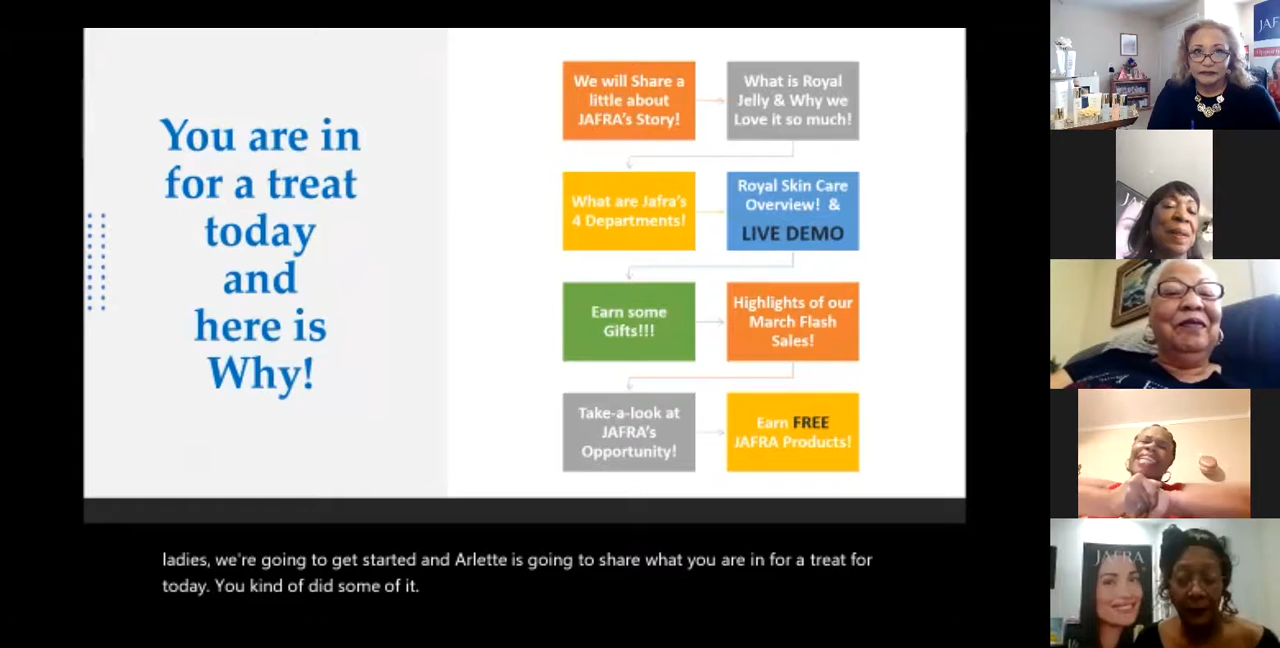 You are in
for a treat
today
and
here is
Why!
We will Share a
little about
JAFRA's Story!
What is Royal
Jelly & Why we
Love it so much!
What are Jafra's
4 Departments!
Royal Skin Care
Overview! &
LIVE DEMO
Earn some
Gifts!!!
Highlights of our
March Flash
Sales!
Take-a-look at
JAFRA's
Opportunity!
Earn FREE
JAFRA Products!
ladies, we're going to get started and Arlette is going to share what you are in for a treat for
today. You kind of did some of it.
JAFRA